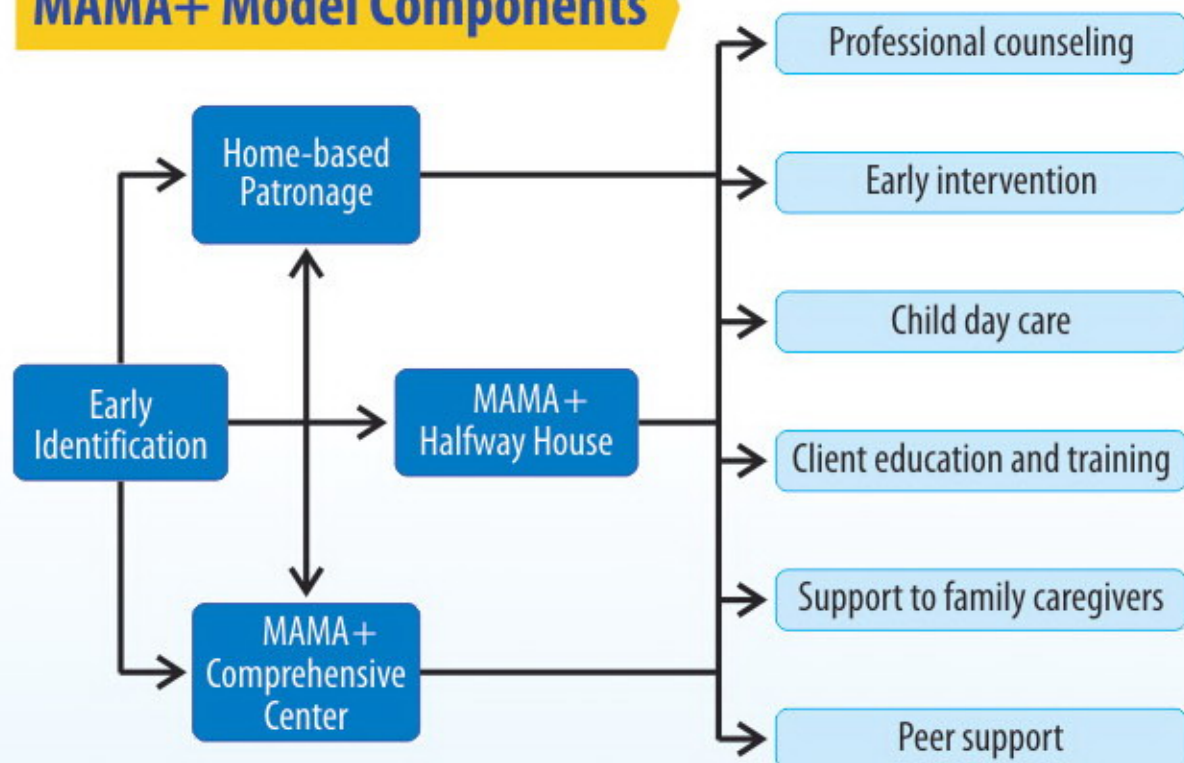 MAMA+ Model Components
Home-based
Patronage
Early
Identification
MAMA+
Halfway House
MAMA+
Comprehensive
Center
Professional counseling
Early intervention
Child day care
Client education and training
Support to family caregivers
Peer support